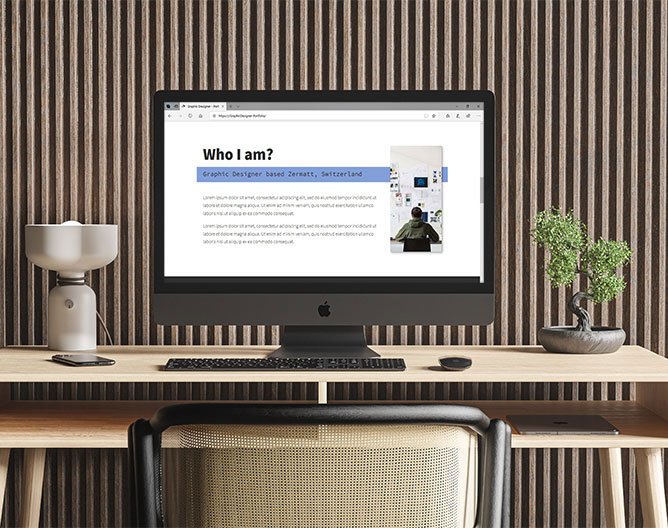 Graphic Designer - Port
https://GraphicDesigner-Portfolio/
Who I am?
Graphic Designer based Zermatt, Switzerland
Lorem ipsum dolor sit amet, consectetur adipiscing elit, sed do eiusmod tempor incididunt ut
labore et dolore magna aliqua. Ut enim ad minim veniam, quis nostrud exercitation ullamco
laboris nisi ut aliquip ex ea commodo consequat.
Lorem ipsum dolor sit amet, consectetur adipiscing elit, sed do eiusmod tempor incididunt ut
labore et dolore magna aliqua. Ut enim ad minim veniam, quis nostrud exercitation ullamco
laboris nisi ut aliquip ex ea commodo consequat.